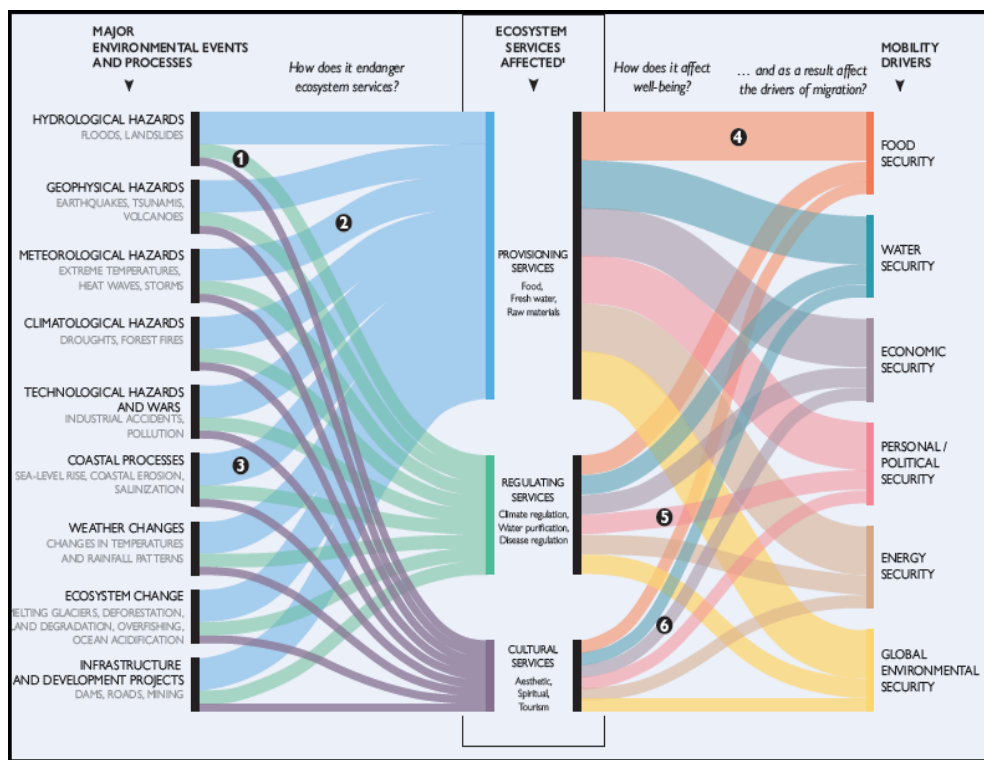 MAJOR
ENVIRONMENTAL EVENTS
AND PROCESSES
How does it endanger
ecosystem services?
ECOSYSTEM
SERVICES
AFFECTED¹
How does it affect
well-being?
... and as a result affect
the drivers of migration?
MOBILITY
DRIVERS
HYDROLOGICAL HAZARDS
FLOODS, LANDSLIDES
GEOPHYSICAL HAZARDS
EARTHQUAKES, TSUNAMIS,
VOLCANOES
METEOROLOGICAL HAZARDS
EXTREME TEMPERATURES,
HEAT WAVES, STORMS
CLIMATOLOGICAL HAZARDS
DROUGHTS, FOREST FIRES
TECHNOLOGICAL HAZARDS
AND WARS
INDUSTRIAL ACCIDENTS,
POLLUTION
COASTAL PROCESSES
SEA-LEVEL RISE, COASTAL EROSION,
SALINIZATION
WEATHER CHANGES
CHANGES IN TEMPERATURES
AND RAINFALL PATTERNS
ECOSYSTEM CHANGE
MELTING GLACIERS, DEFORESTATION,
LAND DEGRADATION, OVERFISHING,
OCEAN ACIDIFICATION
INFRASTRUCTURE
AND DEVELOPMENT PROJECTS
DAMS, ROADS, MINING
1
2
3
PROVISIONING
SERVICES
Food,
Fresh water,
Raw materials
REGULATING
SERVICES
Climate regulation,
Water purification,
Disease regulation
CULTURAL
SERVICES
Aesthetic,
Spiritual,
Tourism
4
5
6
FOOD
SECURITY
WATER
SECURITY
ECONOMIC
SECURITY
PERSONAL /
POLITICAL
SECURITY
ENERGY
SECURITY
GLOBAL
ENVIRONMENTAL
SECURITY